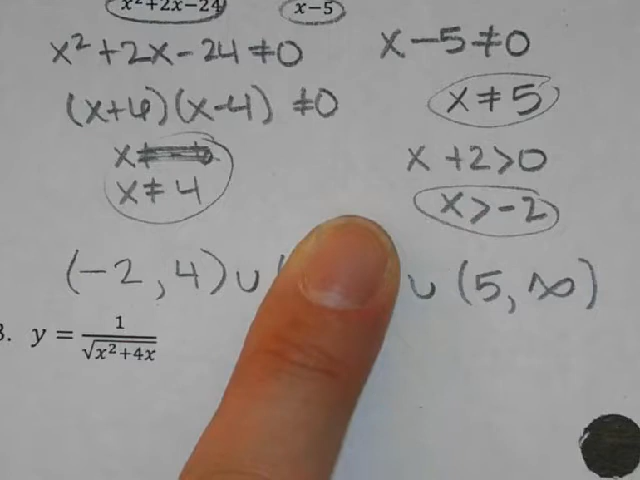 x²+2x-24 x-5
x² + 2x - 24 ≠ 0 x - 5 ≠ 0
(x+6)(x-4) ≠ 0 x ≠ 5
x ≠ 4 x + 2 > 0
x > -2
(-2, 4) ∪ ( ∪ (5, ∞)
3. y = 1/√(x²+4x)